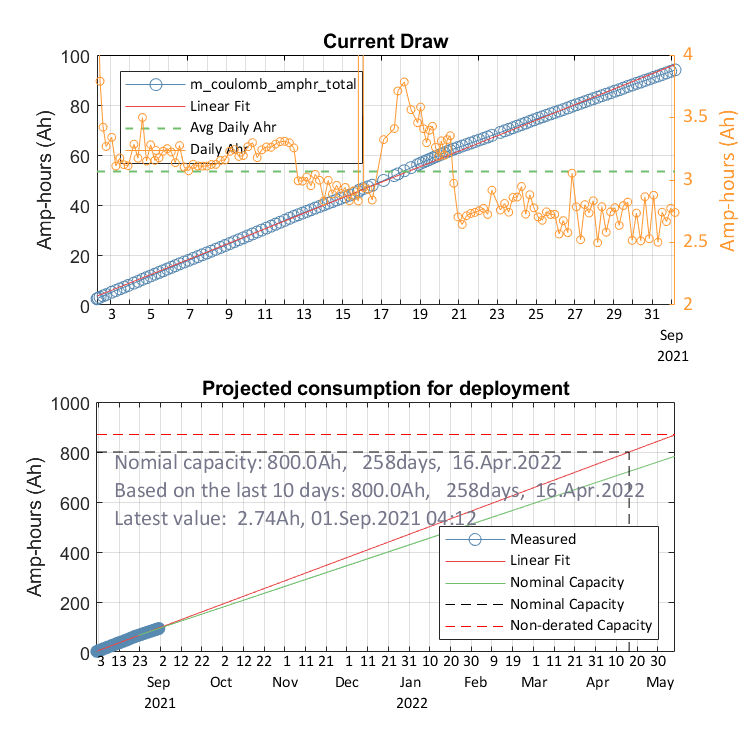 Current Draw
Amp-hours (Ah)
100
80
60
40
20
0
m_coulomb_amphr_total
Linear Fit
Avg Daily Ahr
Daily Ahr
4
3.5
3
2.5
2
Amp-hours (Ah)
3 5 7 9 11 13 14 16 17 19 21 23 25 27 29 31
Sep
2021
Projected consumption for deployment
Amp-hours (Ah)
1000
800
600
400
200
0
Nomial capacity: 800.0Ah, 258days, 16.Apr.2022
Based on the last 10 days: 800.0Ah, 258days, 16.Apr.2022
Latest value: 2.74Ah, 01.Sep.2021 04:12
Measured
Linear Fit
Nominal Capacity
Nominal Capacity
Non-derated Capacity
3 13 23 2 12 22 2 12 22 1 11 21 1 11 21 31 10 20 30 9 19 1 11 21 31 10 20 30
Sep Oct Nov Dec Jan Feb Mar Apr May
2021 2022